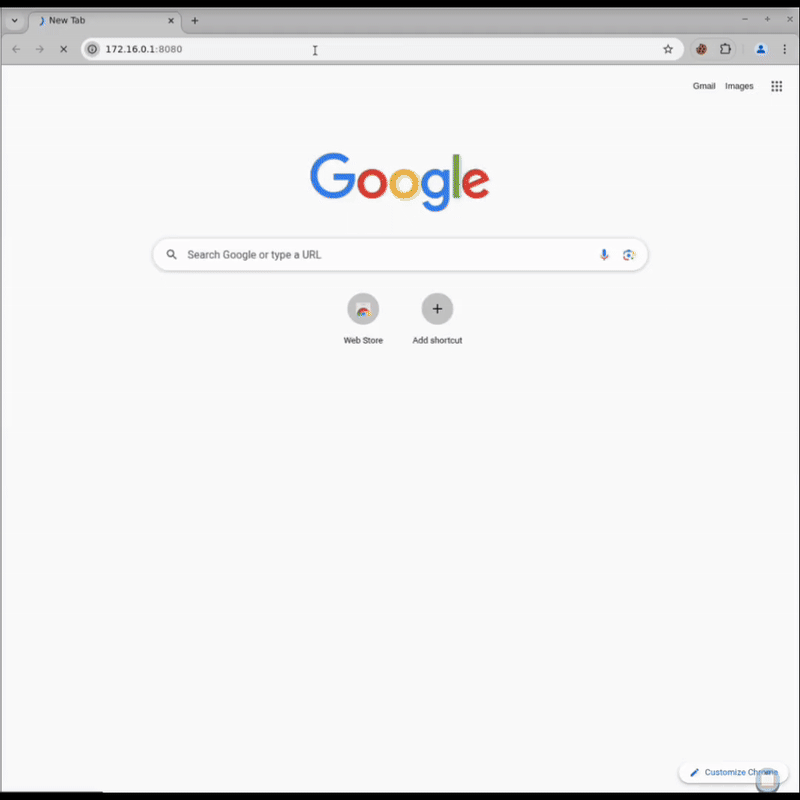 New Tab
172.16.0.1:8080
Gmail Images
Google
Search Google or type a URL
Web Store Add shortcut
Customize Chrome